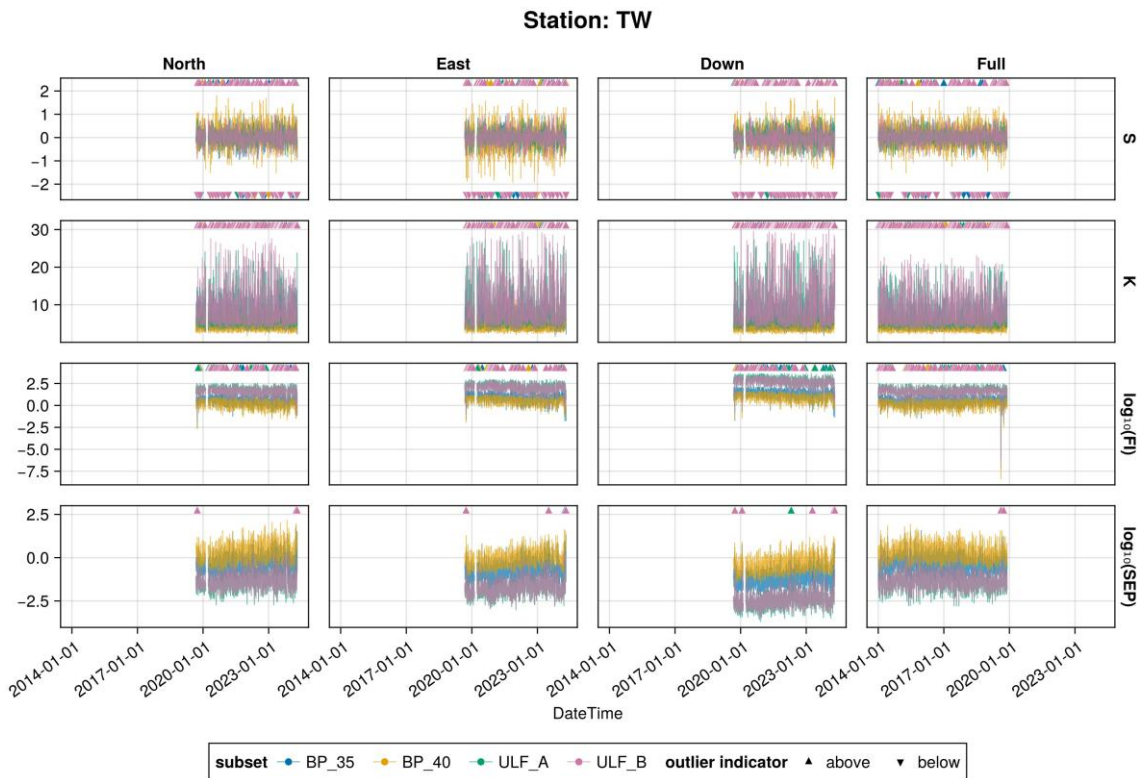 Station: TW
North East Down Full
2
1
0
−1
−2
S
30
20
10
K
2.5
0.0
−2.5
−5.0
−7.5
log₁₀(FI)
2.5
0.0
−2.5
log₁₀(SEP)
2014-01-01 2017-01-01 2020-01-01 2023-01-01 2014-01-01 2017-01-01 2020-01-01 2023-01-01 2014-01-01 2017-01-01 2020-01-01 2023-01-01 2014-01-01 2017-01-01 2020-01-01 2023-01-01
DateTime
subset BP_35 BP_40 ULF_A ULF_B outlier indicator above below